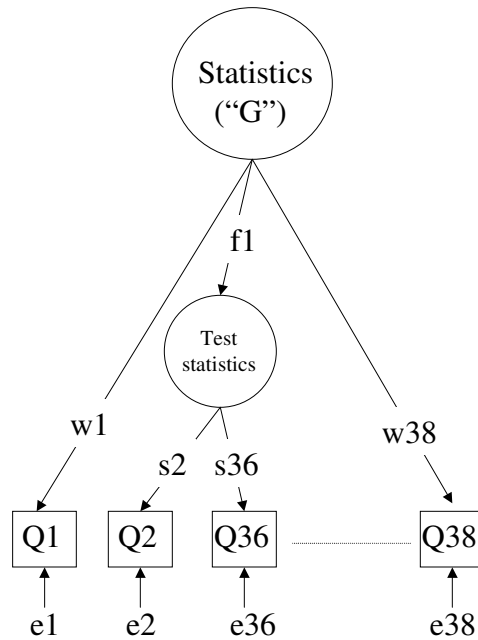 Statistics
(“G”)
f1
Test
statistics
w1
w38
s2 s36
Q1 Q2 Q36 Q38
e1 e2 e36 e38